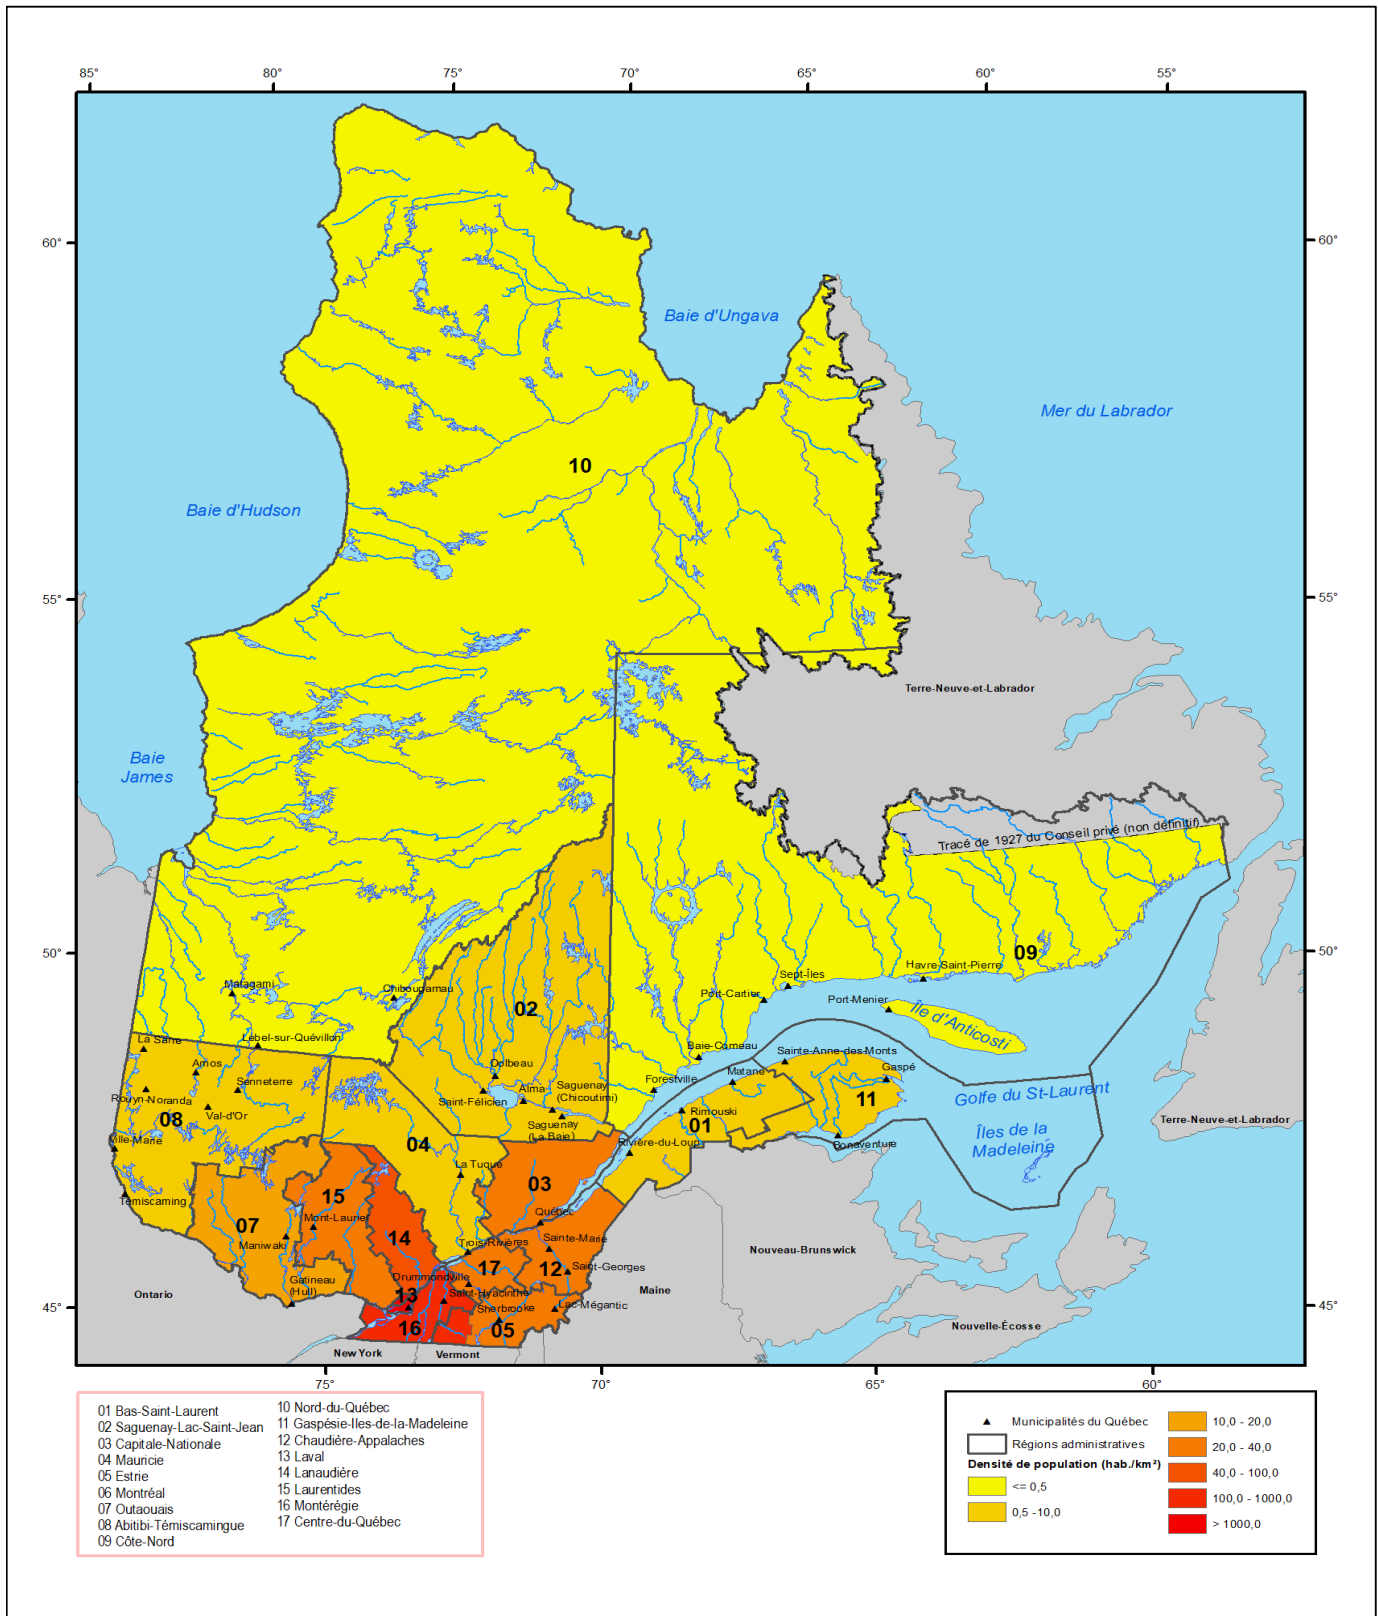 85° 80° 75° 70° 65° 60° 55°
60° 60°
Baie d'Ungava
Mer du Labrador
10
Baie d'Hudson
55° 55°
Terre-Neuve-et-Labrador
Baie
James
Tracé de 1927 du Conseil privé (non définitif)
50° 50°
09
Havre-Saint-Pierre
Sept-Îles
Port-Cartier
Port-Menier
Matagami
Chibougamau
02
Île d'Anticosti
La Sarre
Lebel-sur-Quévillon
Baie-Comeau
Sainte-Anne-des-Monts
Amos
Dolbeau
Matane
Gaspé
Senneterre
Forestville
Golfe du St-Laurent
Rouyn-Noranda
Saint-Félicien
Alma
Saguenay
(Chicoutimi)
11
Val-d'Or
08
Rimouski
01
Terre-Neuve-et-Labrador
Saguenay
(La Baie)
Îles de la
Madeleine
Ville-Marie
04
Rivière-du-Loup
Bonaventure
La Tuque
Témiscaming
15
03
07
Mont-Laurier
Québec
Maniwaki
14
Trois-Rivières
Sainte-Marie
Nouveau-Brunswick
17
12
Saint-Georges
Gatineau
(Hull)
Drummondville
Ontario
13
Saint-Hyacinthe
Maine
45° 45°
Sherbrooke
Lac-Mégantic
16
05
Nouvelle-Écosse
New York
Vermont
75° 70° 65° 60°
01 Bas-Saint-Laurent
02 Saguenay-Lac-Saint-Jean
03 Capitale-Nationale
04 Mauricie
05 Estrie
06 Montréal
07 Outaouais
08 Abitibi-Témiscamingue
09 Côte-Nord
10 Nord-du-Québec
11 Gaspésie-Iles-de-la-Madeleine
12 Chaudière-Appalaches
13 Laval
14 Lanaudière
15 Laurentides
16 Montérégie
17 Centre-du-Québec
Municipalités du Québec
Régions administratives
Densité de population (hab./km²)
<= 0,5
0,5 -10,0
10,0 - 20,0
20,0 - 40,0
40,0 - 100,0
100,0 - 1000,0
> 1000,0